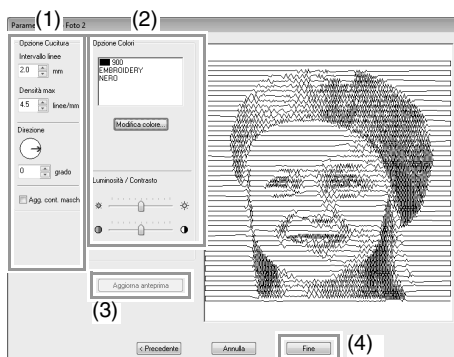 (1)
(2)
Parame
Foto 2
Opzione Cucitura
Intervallo linee
2.0 mm
Densità max
4.5 linee/mm
Direzione
0 grado
Agg. cont. masch
Opzione Colori
900
EMBROIDERY
NERO
Modifica colore...
Luminosità / Contrasto
Aggiorna anteprima
(3)
< Precedente
Annulla
Fine
(4)